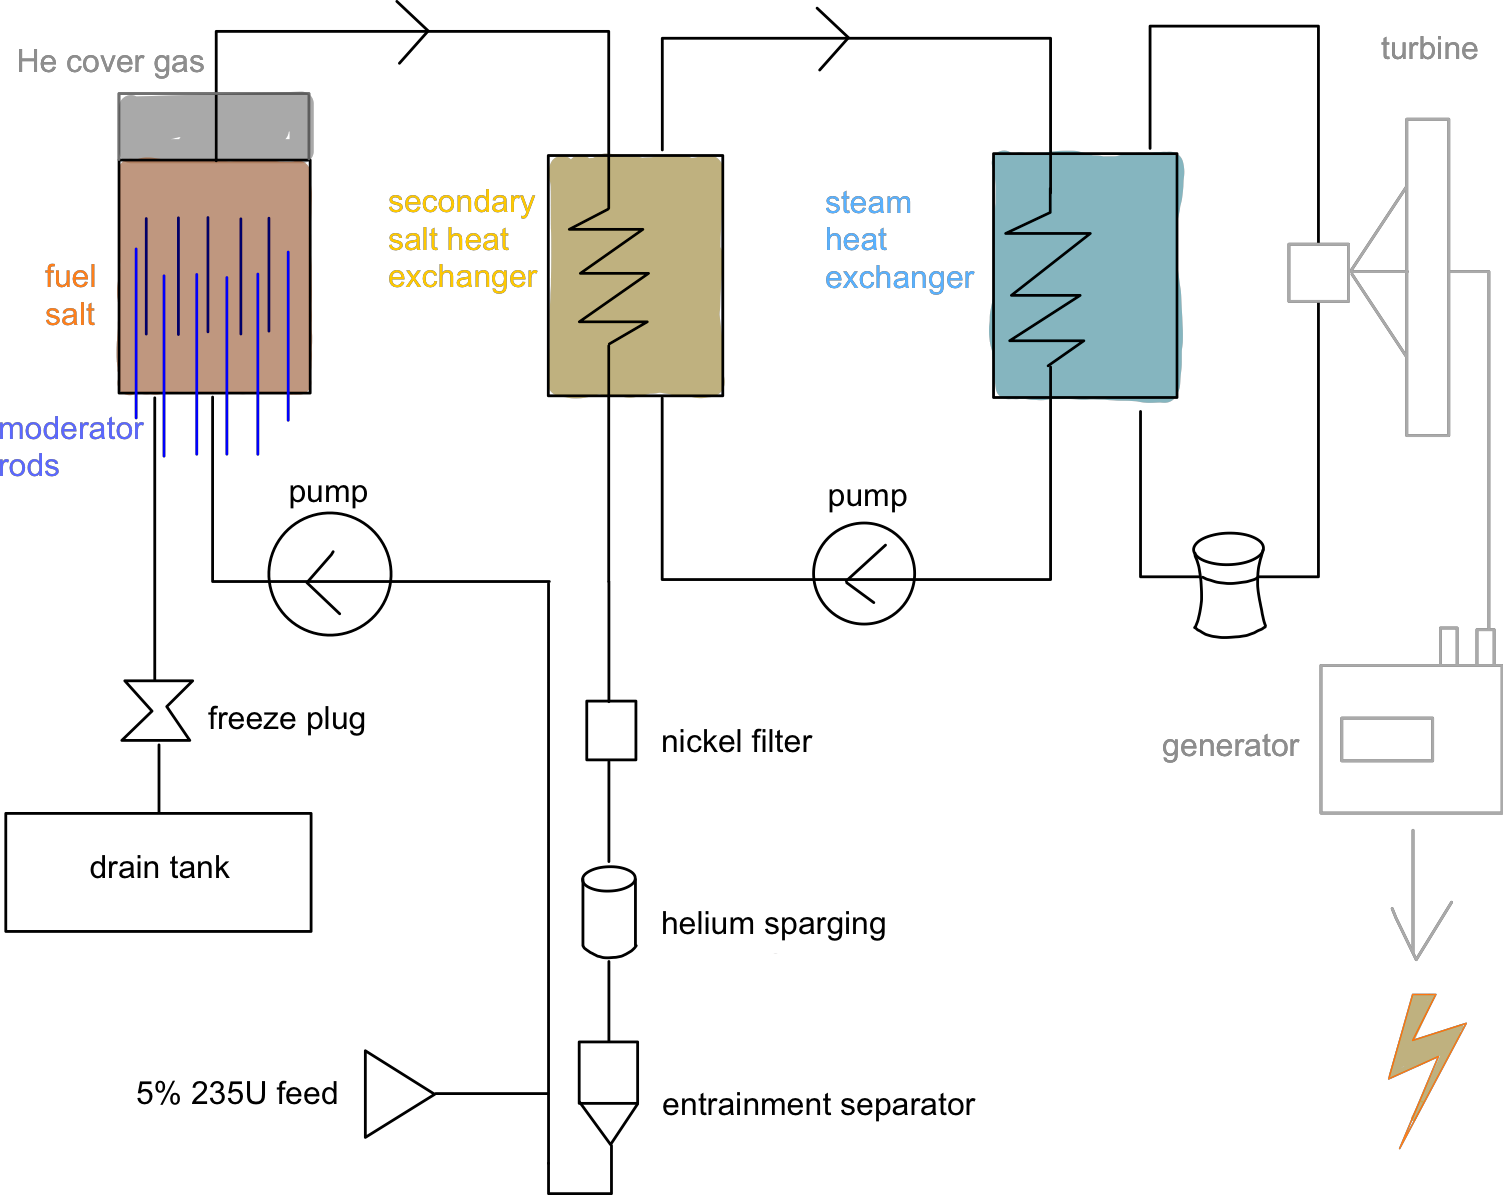 He cover gas
turbine
secondary
salt heat
exchanger
steam
heat
exchanger
fuel
salt
moderator
rods
pump
pump
freeze plug
nickel filter
generator
drain tank
helium sparging
5% 235U feed
entrainment separator